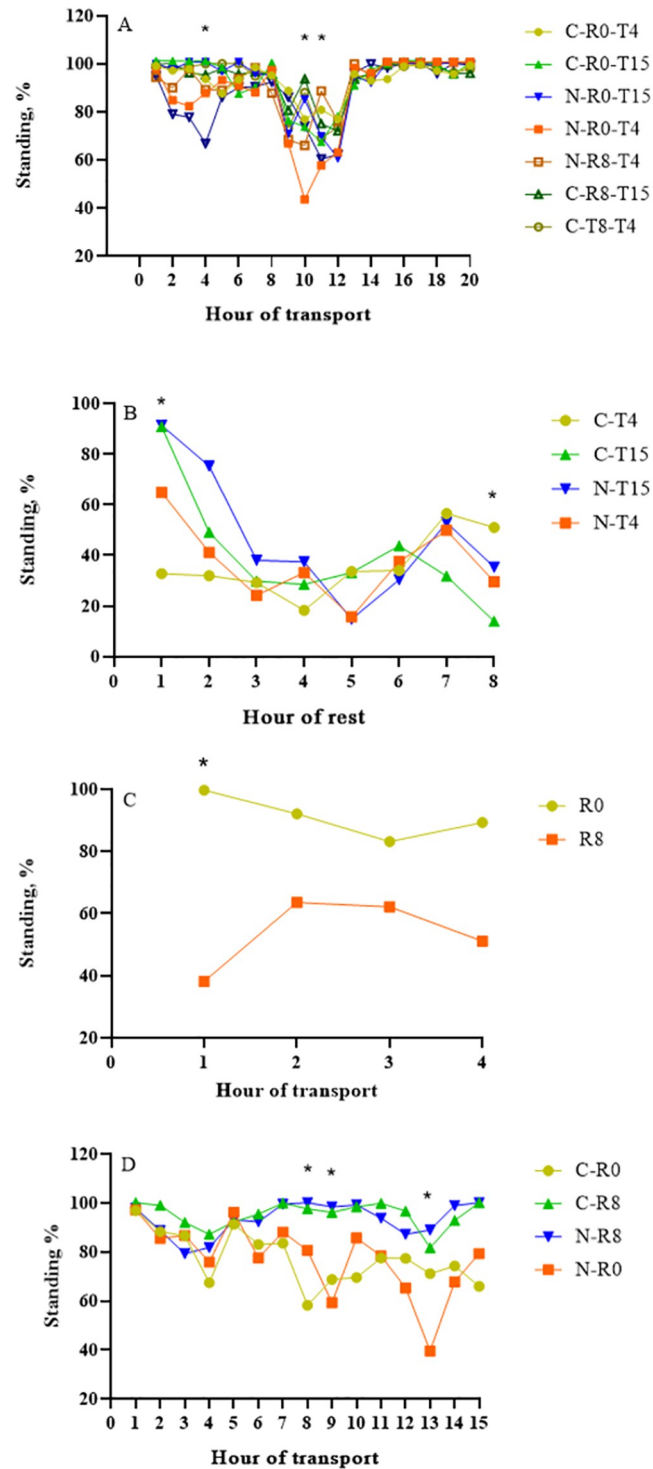 A
* * *
120
100
80
60
40
20
Standing, %
0 2 4 6 8 10 12 14 16 18 20
Hour of transport
C-R0-T4
C-R0-T15
N-R0-T15
N-R0-T4
N-R8-T4
C-R8-T15
C-T8-T4
B
* *
100
80
60
40
20
0
Standing, %
0 1 2 3 4 5 6 7 8
Hour of rest
C-T4
C-T15
N-T15
N-T4
C
*
100
80
60
40
20
Standing, %
0 1 2 3 4
Hour of transport
R0
R8
D
* * *
120
100
80
60
40
20
Standing %
0 1 2 3 4 5 6 7 8 9 10 11 12 13 14 15
Hour of transport
C-R0
C-R8
N-R8
N-R0